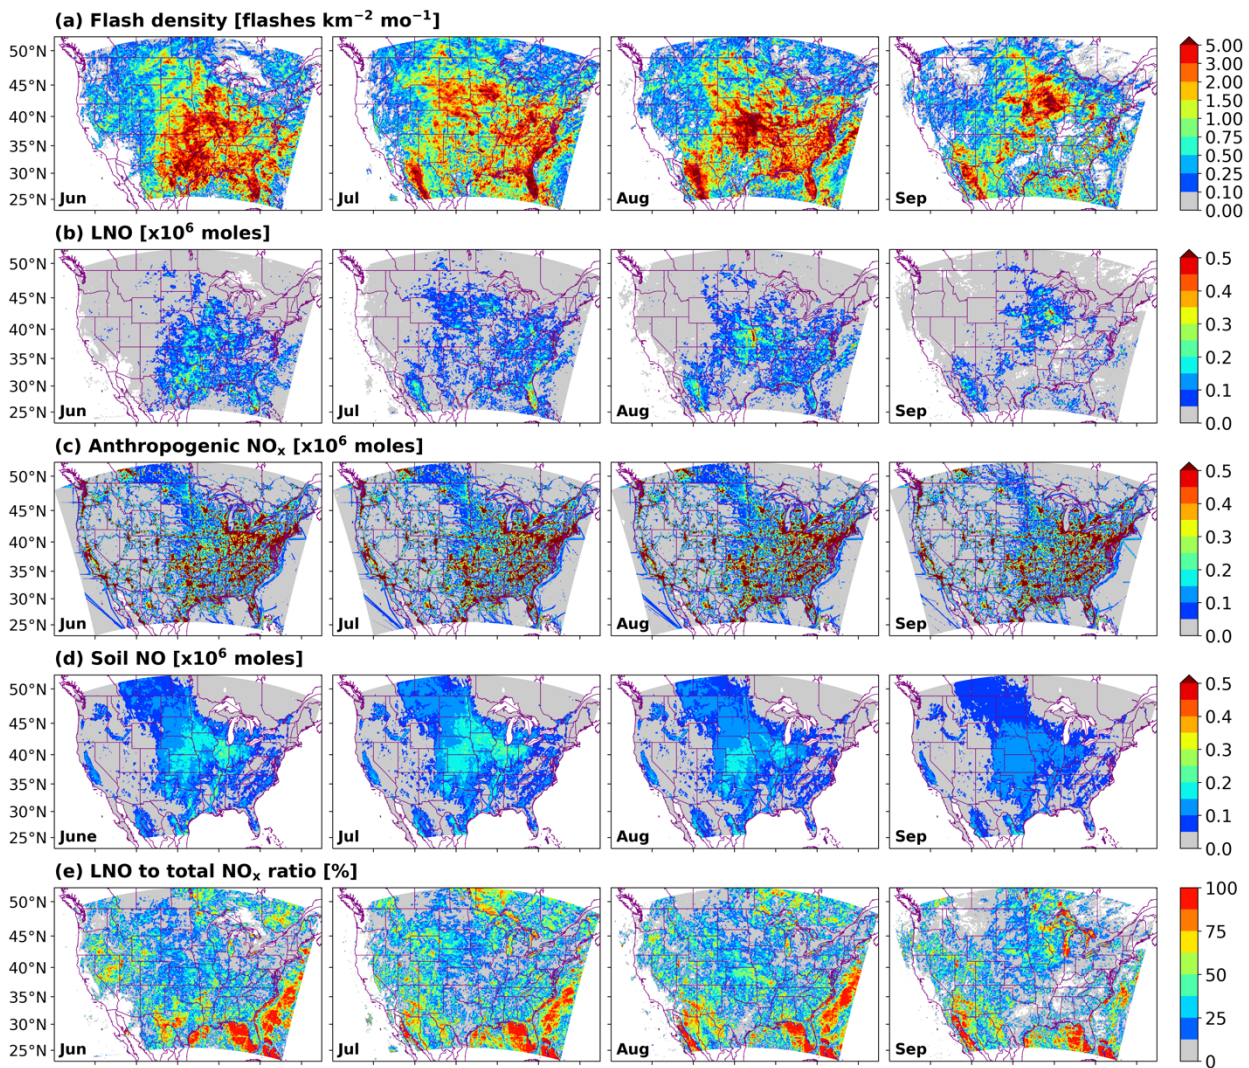 (a) Flash density [flashes km⁻² mo⁻¹]
50°N
45°N
40°N
35°N
30°N
25°N
Jun
Jul
Aug
Sep
5.00
3.00
2.00
1.50
1.00
0.75
0.50
0.25
0.10
0.00
(b) LNO [x10⁶ moles]
50°N
45°N
40°N
35°N
30°N
25°N
Jun
Jul
Aug
Sep
0.5
0.4
0.3
0.2
0.1
0.0
(c) Anthropogenic NOₓ [x10⁶ moles]
50°N
45°N
40°N
35°N
30°N
25°N
Jun
Jul
Aug
Sep
0.5
0.4
0.3
0.2
0.1
0.0
(d) Soil NO [x10⁶ moles]
50°N
45°N
40°N
35°N
30°N
25°N
June
Jul
Aug
Sep
0.5
0.4
0.3
0.2
0.1
0.0
(e) LNO to total NOₓ ratio [%]
50°N
45°N
40°N
35°N
30°N
25°N
Jun
Jul
Aug
Sep
100
75
50
25
0